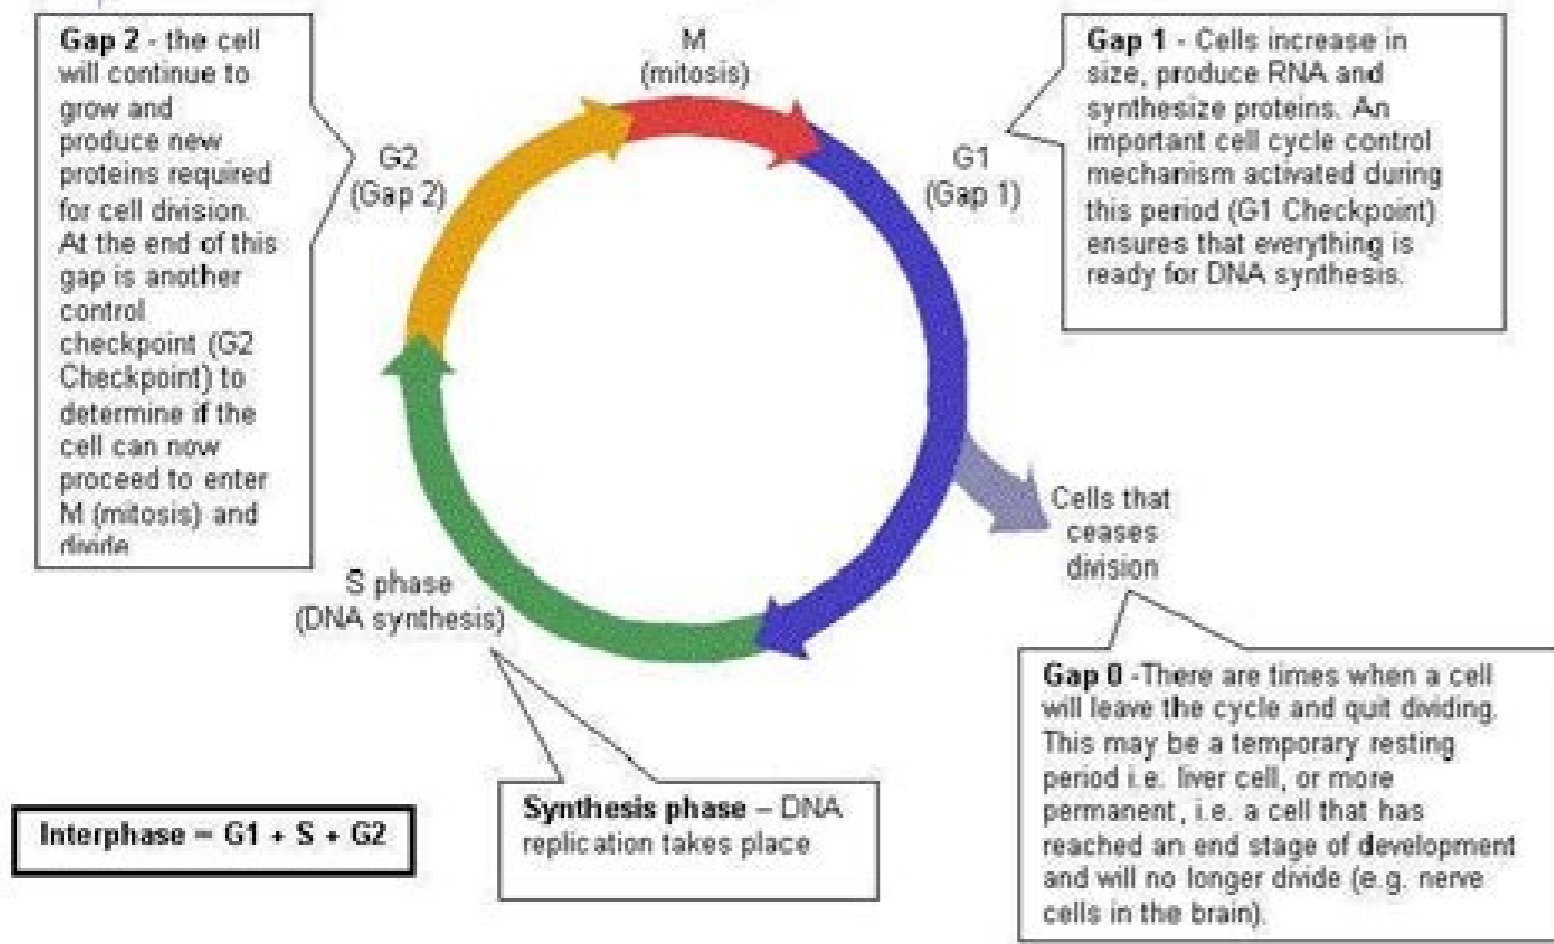 Gap 2 - the cell
will continue to
grow and
produce new
proteins required
for cell division.
At the end of this
gap is another
control
checkpoint (G2
Checkpoint) to
determine if the
cell can now
proceed to enter
M (mitosis) and
divide
M
(mitosis)
G2
(Gap 2)
G1
(Gap 1)
Gap 1 - Cells increase in
size, produce RNA and
synthesize proteins. An
important cell cycle control
mechanism activated during
this period (G1 Checkpoint)
ensures that everything is
ready for DNA synthesis.
Cells that
ceases
division
S phase
(DNA synthesis)
Gap 0 -There are times when a cell
will leave the cycle and quit dividing.
This may be a temporary resting
period i.e. liver cell, or more
permanent, i.e. a cell that has
reached an end stage of development
and will no longer divide (e.g. nerve
cells in the brain).
Synthesis phase – DNA
replication takes place
Interphase = G1 + S + G2